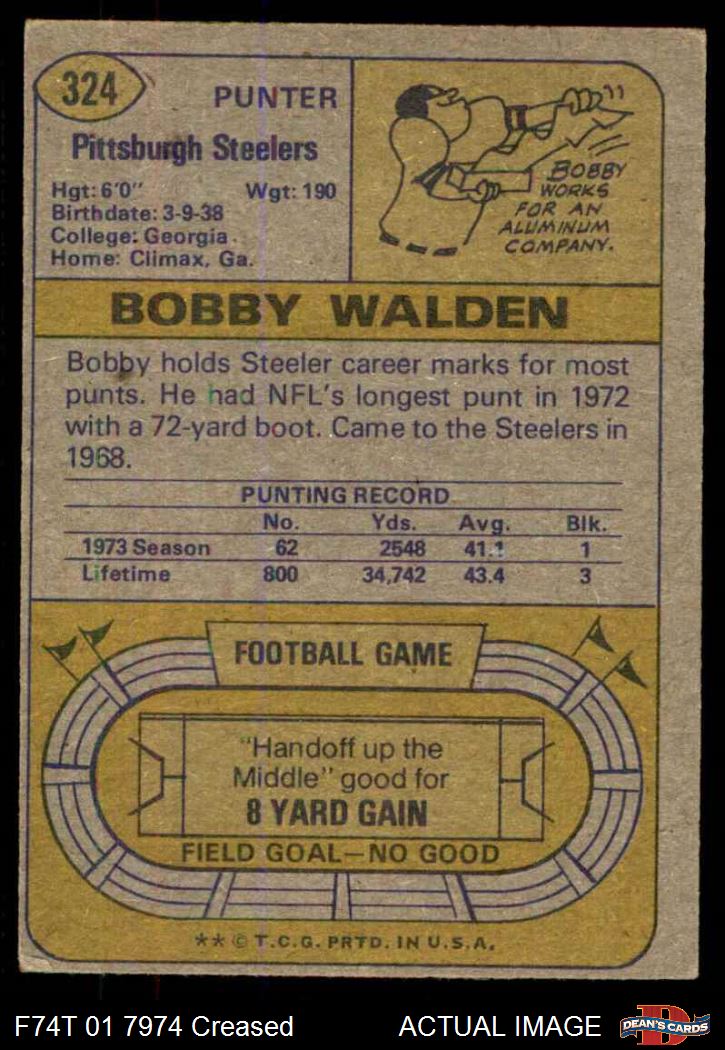 324
PUNTER
Pittsburgh Steelers
Hgt: 6'0" Wgt: 190
Birthdate: 3-9-38
College: Georgia
Home: Climax, Ga.
BOBBY
WORKS
FOR AN
ALUMINUM
COMPANY.
BOBBY WALDEN
Bobby holds Steeler career marks for most
punts. He had NFL's longest punt in 1972
with a 72-yard boot. Came to the Steelers in
1968.
PUNTING RECORD
No. Yds. Avg. Blk.
1973 Season 62 2548 41.1 1
Lifetime 800 34,742 43.4 3
FOOTBALL GAME
"Handoff up the
Middle" good for
8 YARD GAIN
FIELD GOAL—NO GOOD
** © T.C.G. PRTD. IN U.S.A.
F74T 01 7974 Creased ACTUAL IMAGE
DEAN'S CARDS